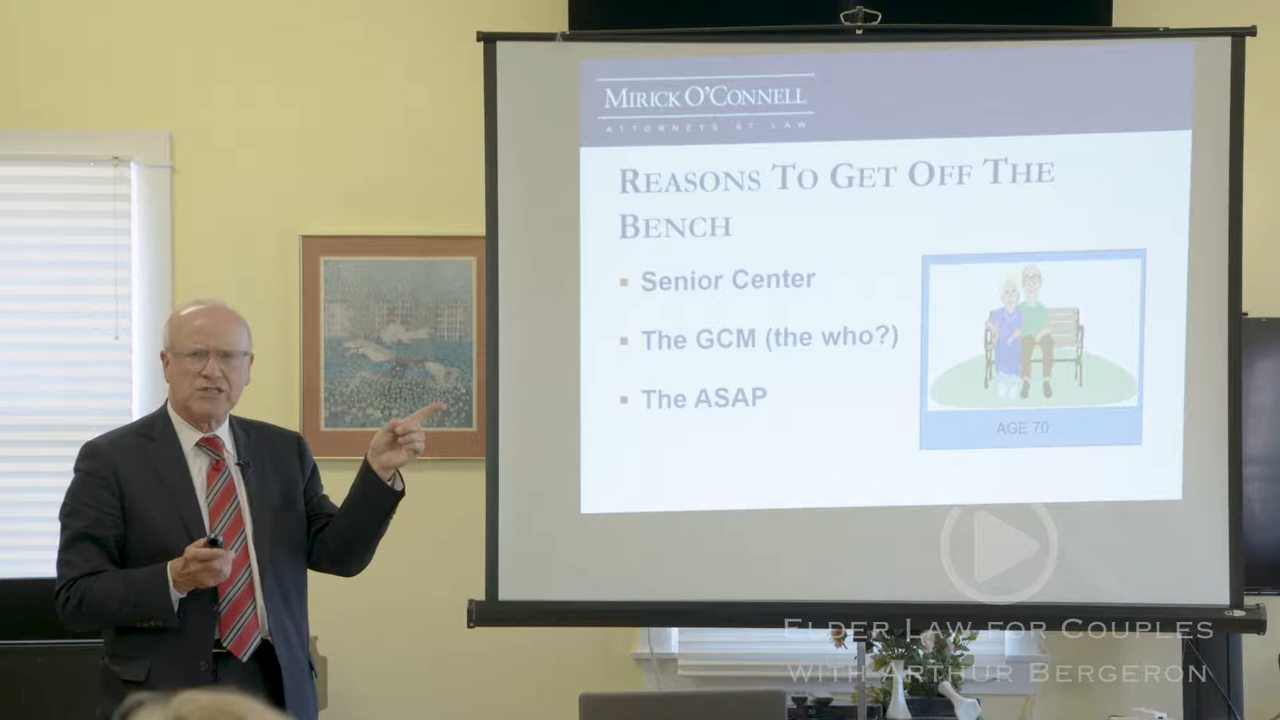 MIRICK O'CONNELL
ATTORNEYS AT LAW
REASONS TO GET OFF THE
BENCH
Senior Center
The GCM (the who?)
The ASAP
AGE 70
ELDER LAW FOR COUPLES
WITH ARTHUR BERGERON